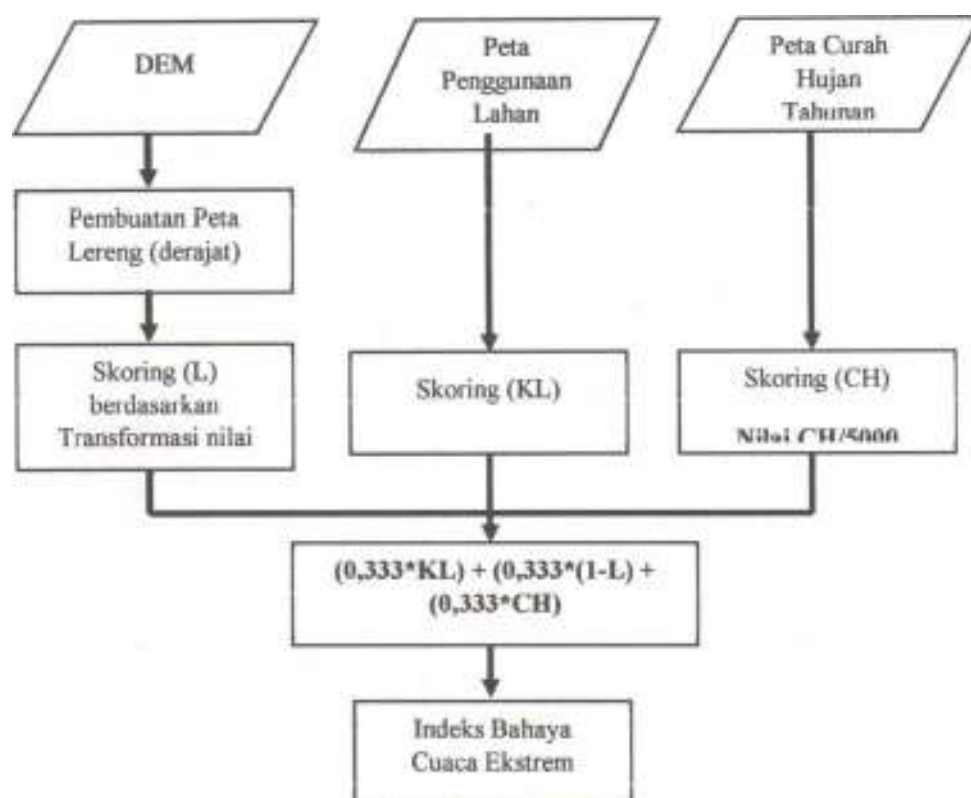 DEM
Peta
Penggunaan
Lahan
Peta Curah
Hujan
Tahunan
Pembuatan Peta
Lereng (derajat)
Skoring (L)
berdasarkan
Transformasi nilai
Skoring (KL)
Skoring (CH)
Nilai CH/5000
(0,333*KL) + (0,333*(1-L) +
(0,333*CH)
Indeks Bahaya
Cuaca Ekstrem